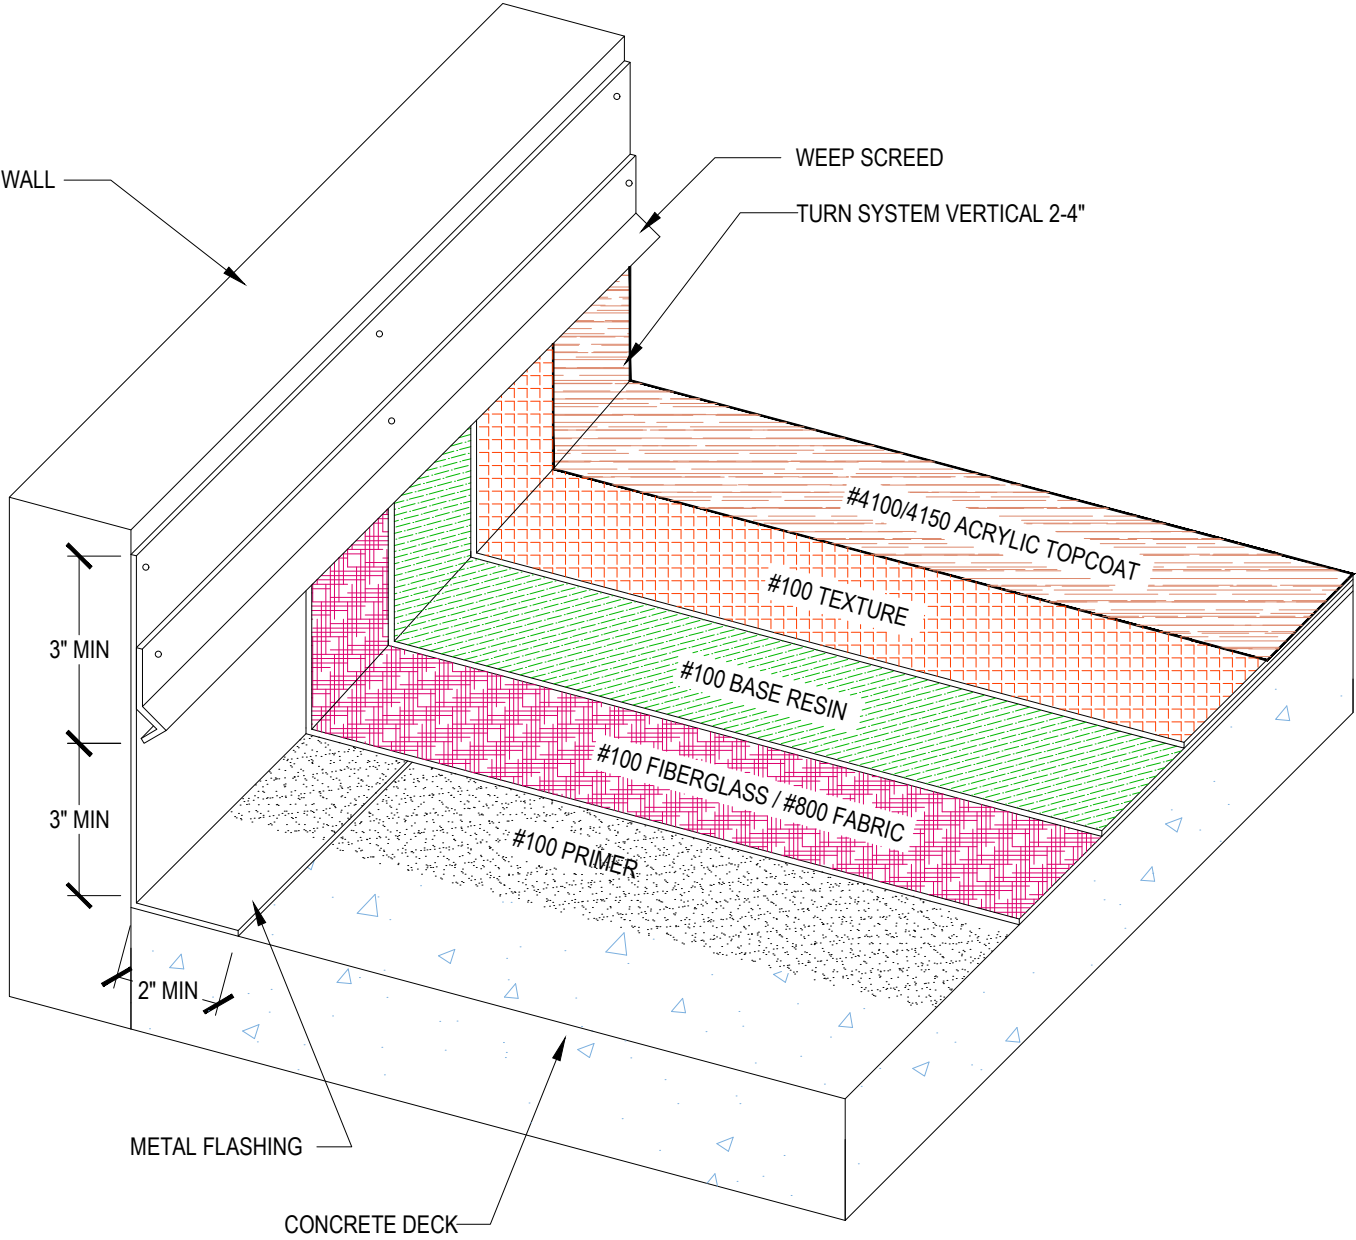 WEEP SCREED
WALL
TURN SYSTEM VERTICAL 2-4"
#4100/4150 ACRYLIC TOPCOAT
#100 TEXTURE
3" MIN
#100 BASE RESIN
#100 FIBERGLASS / #800 FABRIC
3" MIN
#100 PRIMER
2" MIN
METAL FLASHING
CONCRETE DECK